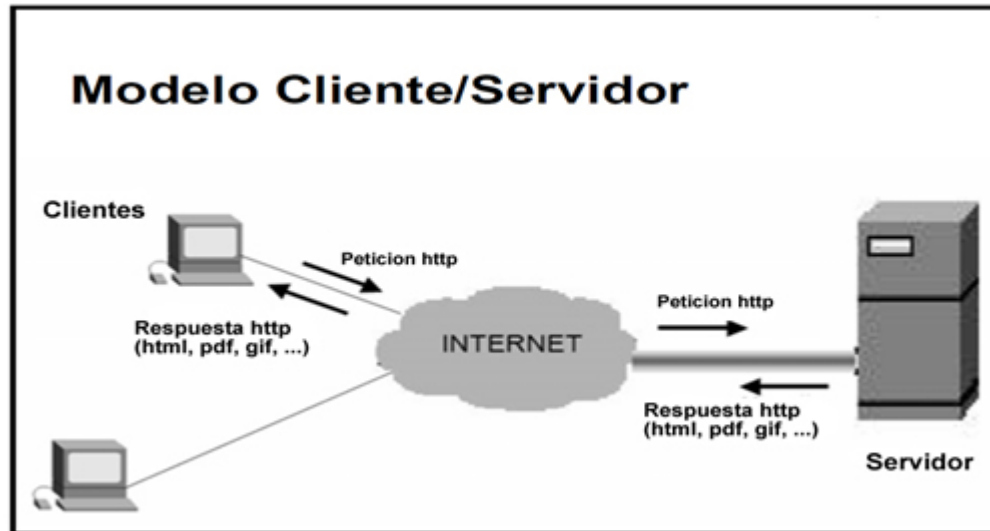 Modelo Cliente/Servidor
Clientes
Peticion http
Respuesta http
(html, pdf, gif, ...)
INTERNET
Peticion http
Respuesta http
(html, pdf, gif, ...)
Servidor